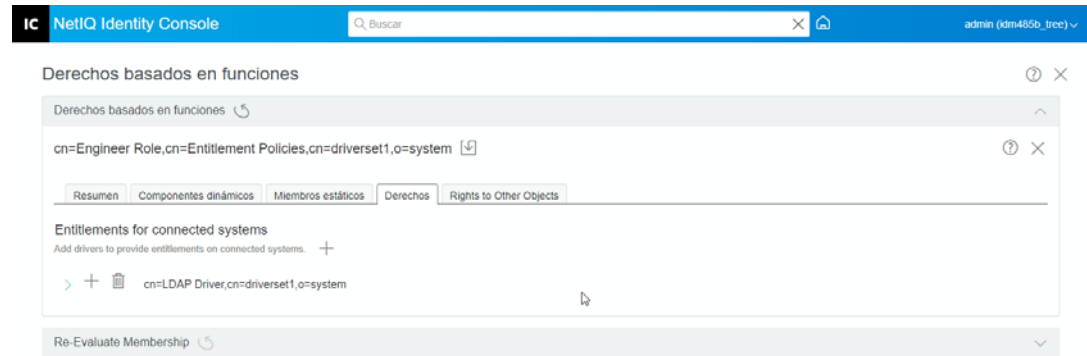 IC NetIQ Identity Console Buscar admin (idm485b_tree)
Derechos basados en funciones
Derechos basados en funciones
cn=Engineer Role,cn=Entitlement Policies,cn=driverset1,o=system
Resumen Componentes dinámicos Miembros estáticos Derechos Rights to Other Objects
Entitlements for connected systems
Add drivers to provide entitlements on connected systems.
cn=LDAP Driver,cn=driverset1,o=system
Re-Evaluate Membership